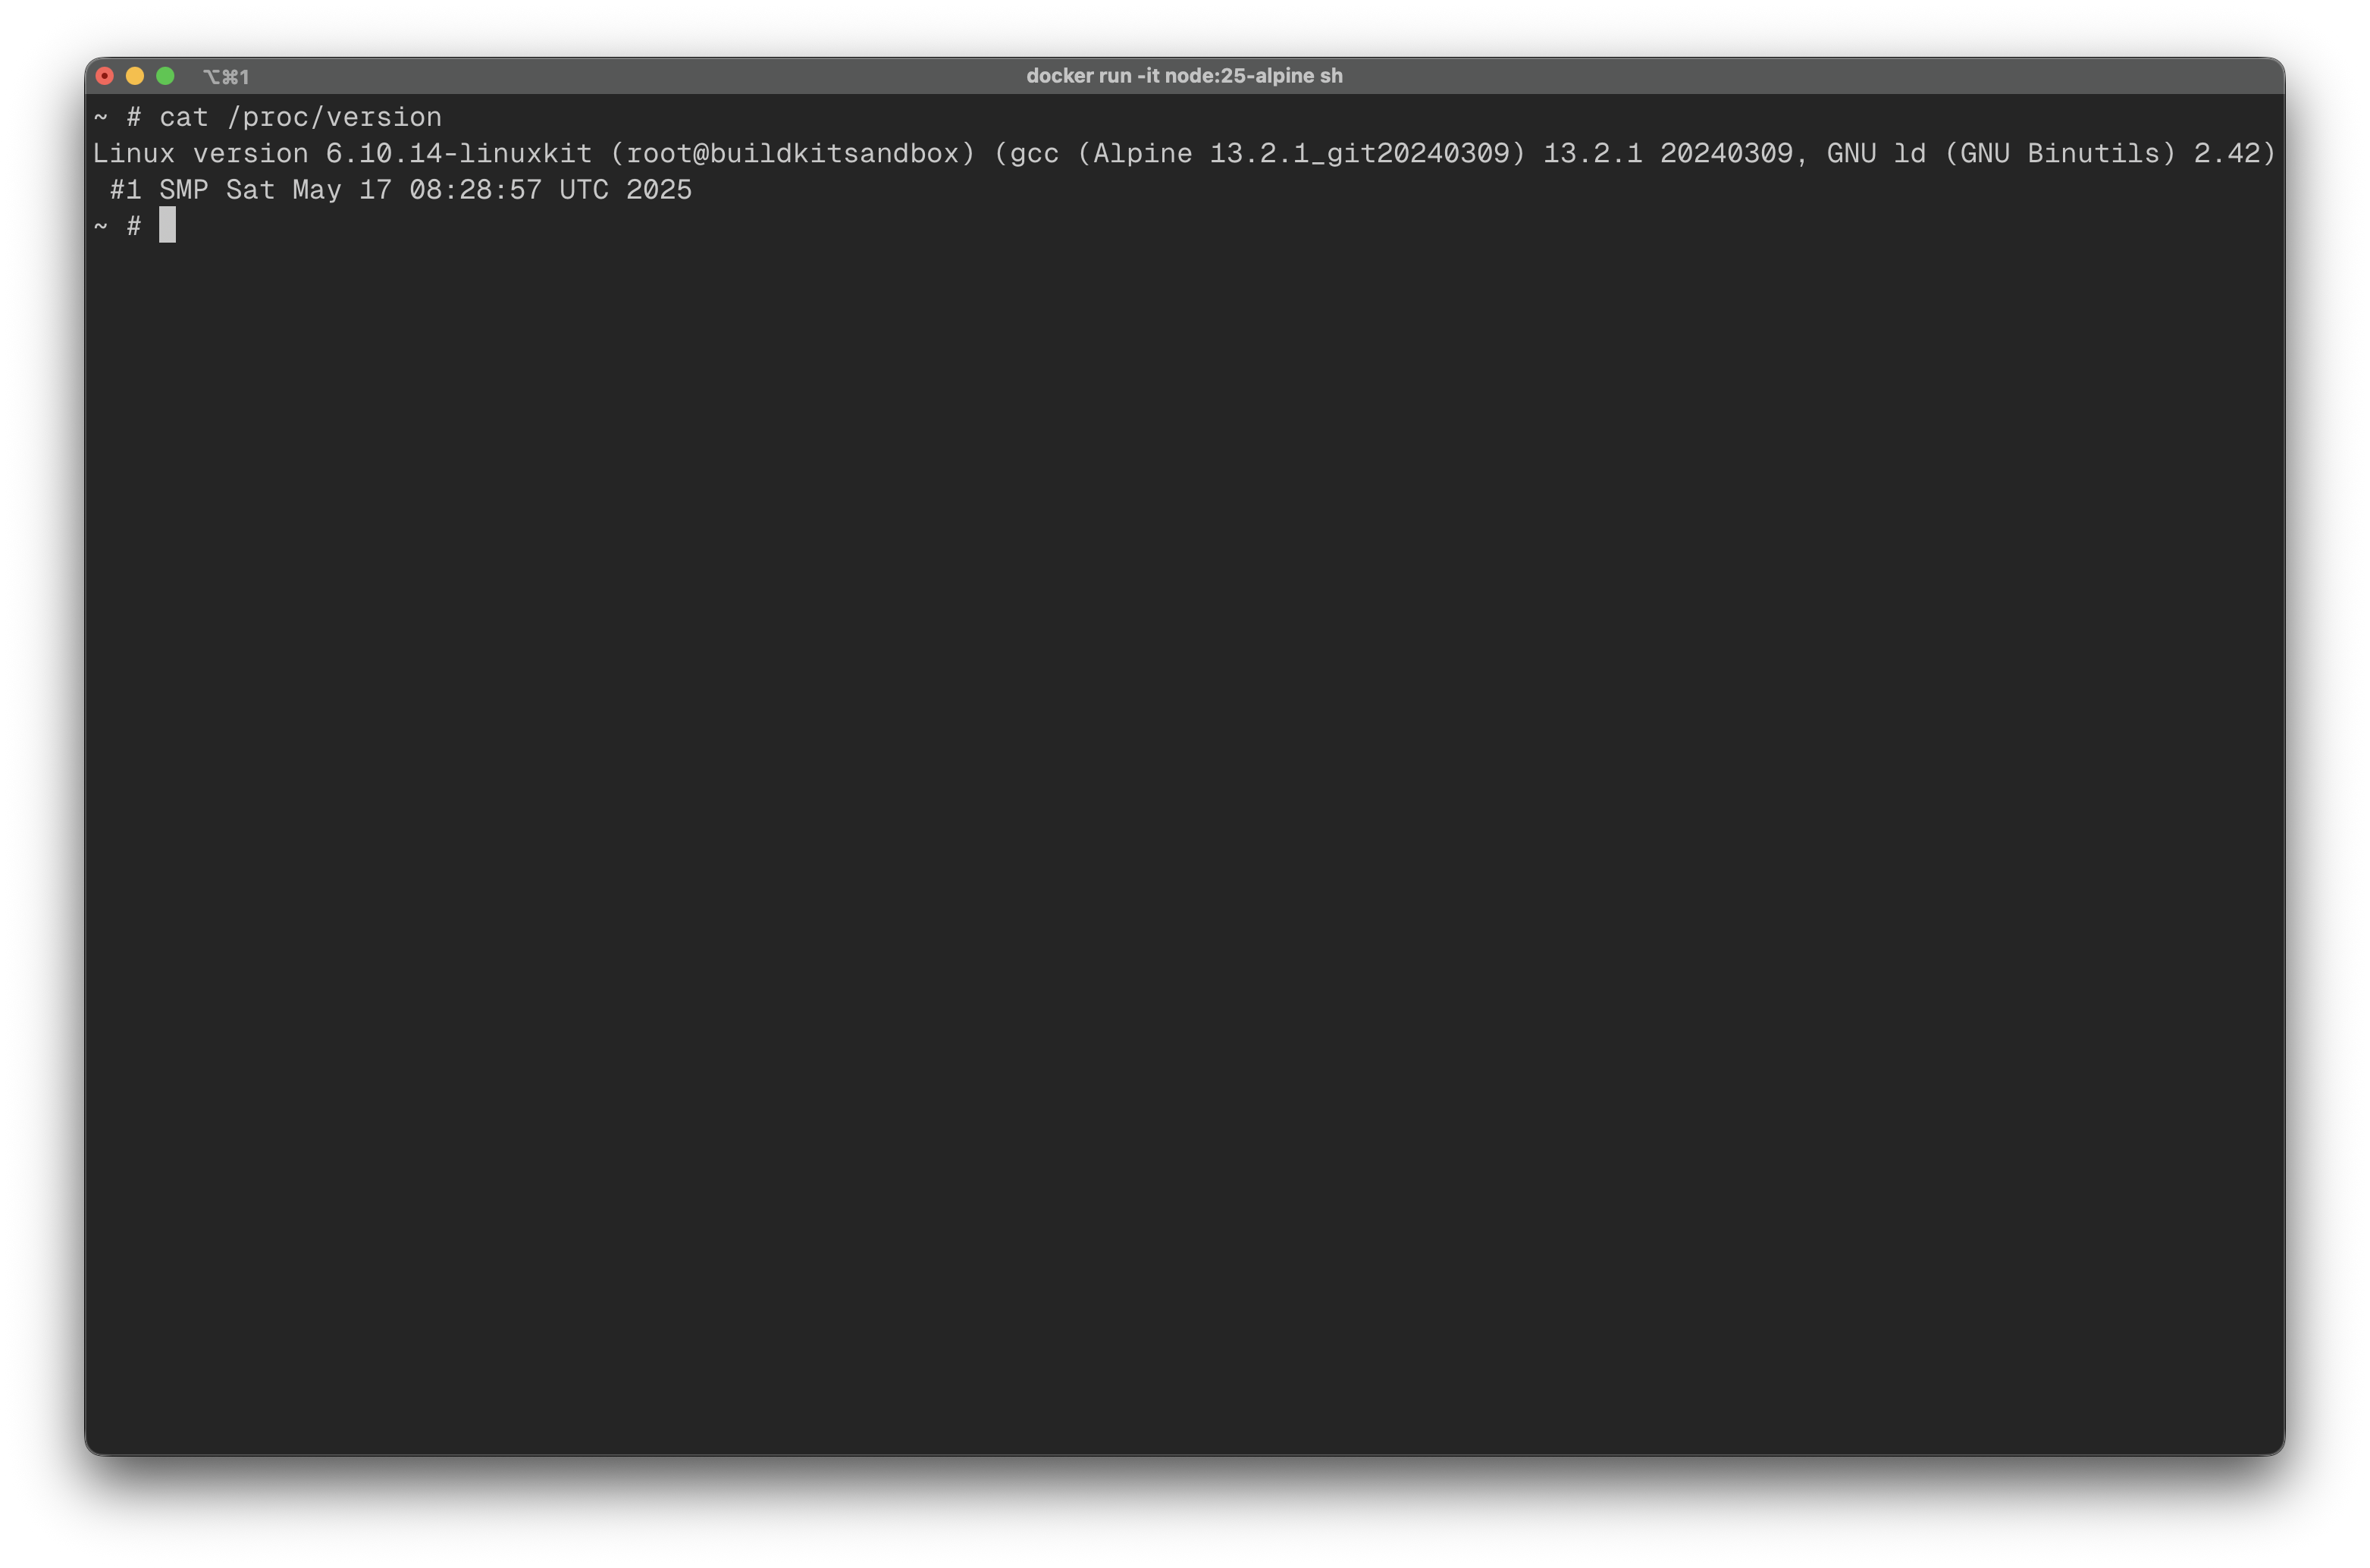 ⌥⌘1
docker run -it node:25-alpine sh
~ # cat /proc/version
Linux version 6.10.14-linuxkit (root@buildkitsandbox) (gcc (Alpine 13.2.1_git20240309) 13.2.1 20240309, GNU ld (GNU Binutils) 2.42)
 #1 SMP Sat May 17 08:28:57 UTC 2025
~ #